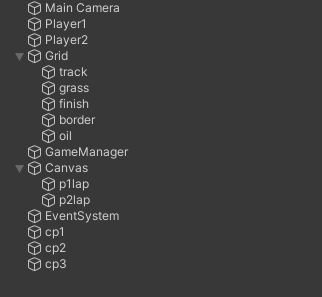 Main Camera
Player1
Player2
Grid
track
grass
finish
border
oil
GameManager
Canvas
p1lap
p2lap
EventSystem
cp1
cp2
cp3